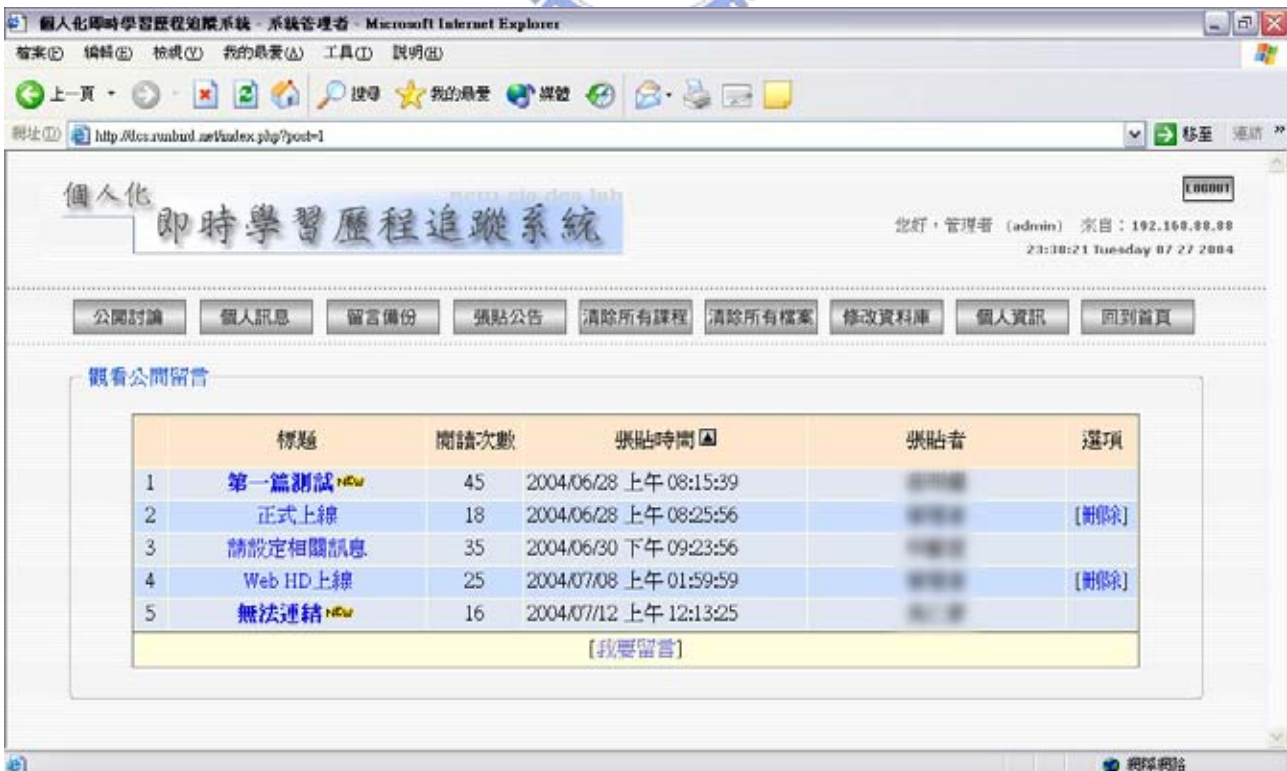 個人化即時學習歷程追蹤系統 - 系統管理者 - Microsoft Internet Explorer
檔案(F) 編輯(E) 檢視(V) 我的最愛(A) 工具(T) 說明(H)
上一頁 搜尋 我的最愛 媒體
網址(D) http://lcs.runbird.net/index.php?post=1 移至 連結 »
LOGOUT
個人化
即時學習歷程追蹤系統
您好，管理者 (admin) 來自：192.168.88.88
23:38:21 Tuesday 07 27 2004
公開討論 個人訊息 留言備份 張貼公告 清除所有課程 清除所有檔案 修改資料庫 個人資訊 回到首頁
觀看公開留言
標題 閱讀次數 張貼時間 張貼者 選項
1 第一篇測試 NEW 45 2004/06/28 上午 08:15:39
2 正式上線 18 2004/06/28 上午 08:25:56 [刪除]
3 請設定相關訊息 35 2004/06/30 下午 09:23:56
4 Web HD上線 25 2004/07/08 上午 01:59:59 [刪除]
5 無法連結 NEW 16 2004/07/12 上午 12:13:25
[我要留言]
網際網路